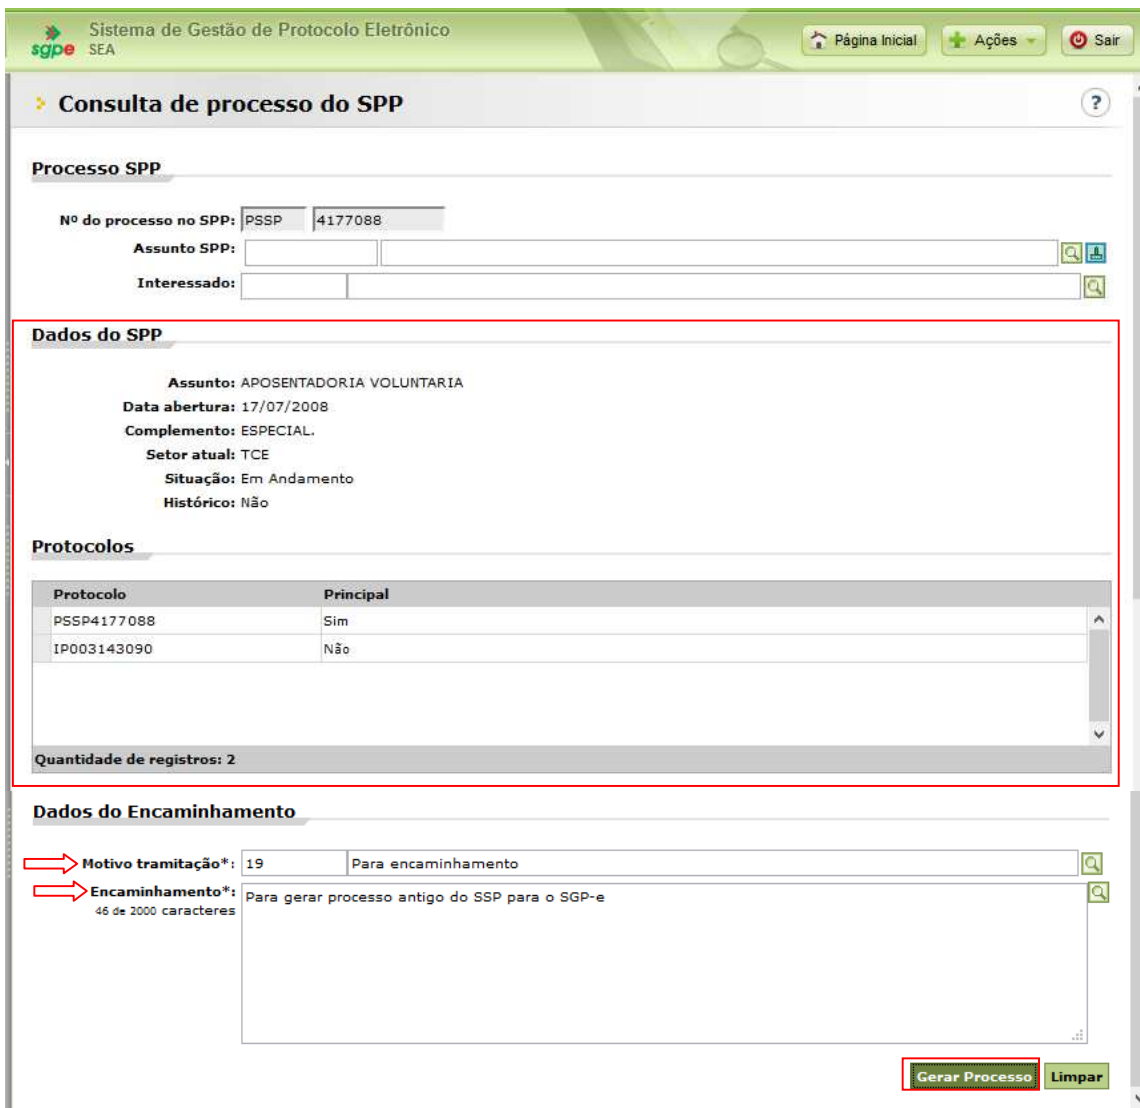 Sistema de Gestão de Protocolo Eletrônico
sgpe SEA
Página Inicial Ações Sair
Consulta de processo do SPP ?
Processo SPP
Nº do processo no SPP: PSSP 4177088
Assunto SPP:
Interessado:
Dados do SPP
Assunto: APOSENTADORIA VOLUNTARIA
Data abertura: 17/07/2008
Complemento: ESPECIAL.
Setor atual: TCE
Situação: Em Andamento
Histórico: Não
Protocolos
Protocolo Principal
PSSP4177088 Sim
IP003143090 Não
Quantidade de registros: 2
Dados do Encaminhamento
Motivo tramitação*: 19 Para encaminhamento
Encaminhamento*: Para gerar processo antigo do SSP para o SGP-e
46 de 2000 caracteres
Gerar Processo Limpar